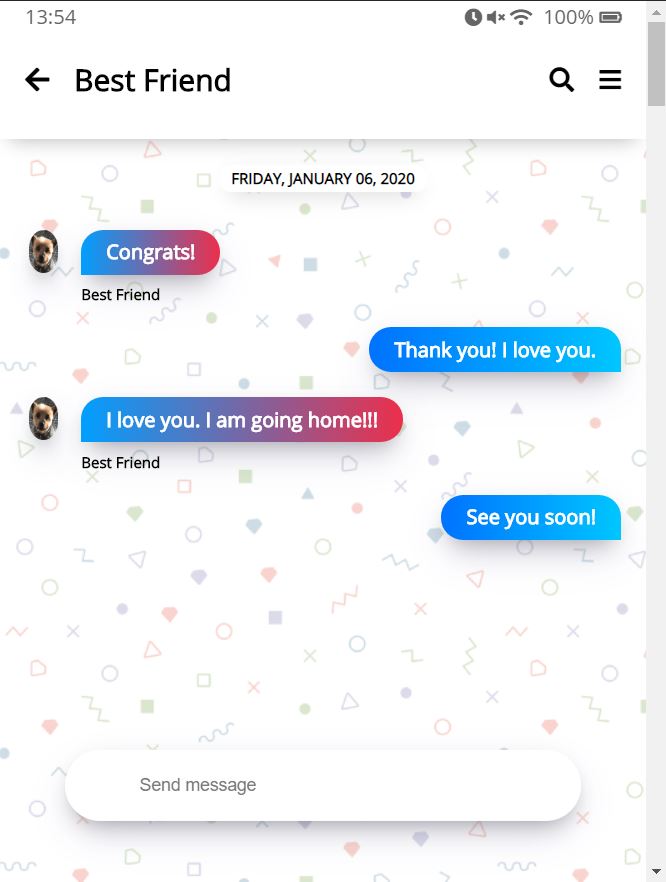 13:54 100%
Best Friend
FRIDAY, JANUARY 06, 2020
Congrats!
Best Friend
Thank you! I love you.
I love you. I am going home!!!
Best Friend
See you soon!
Send message